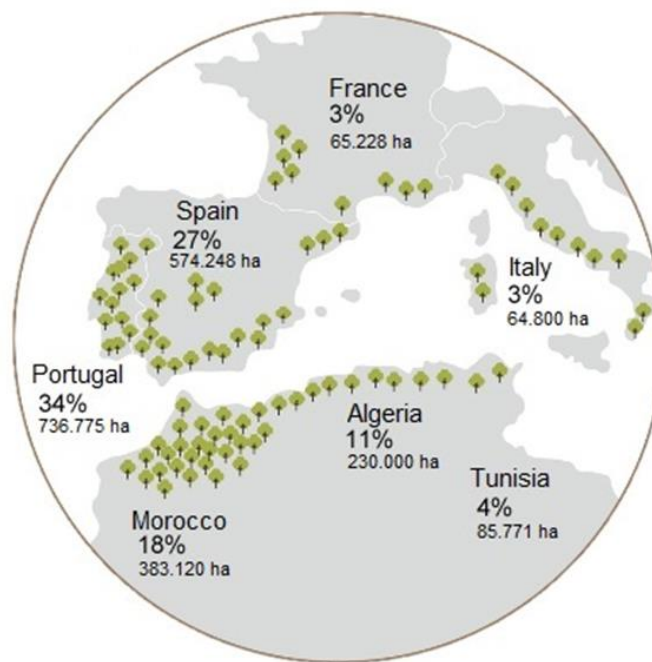 France
3%
65.228 ha
Spain
27%
574.248 ha
Italy
3%
64.800 ha
Portugal
34%
736.775 ha
Algeria
11%
230.000 ha
Tunisia
4%
85.771 ha
Morocco
18%
383.120 ha